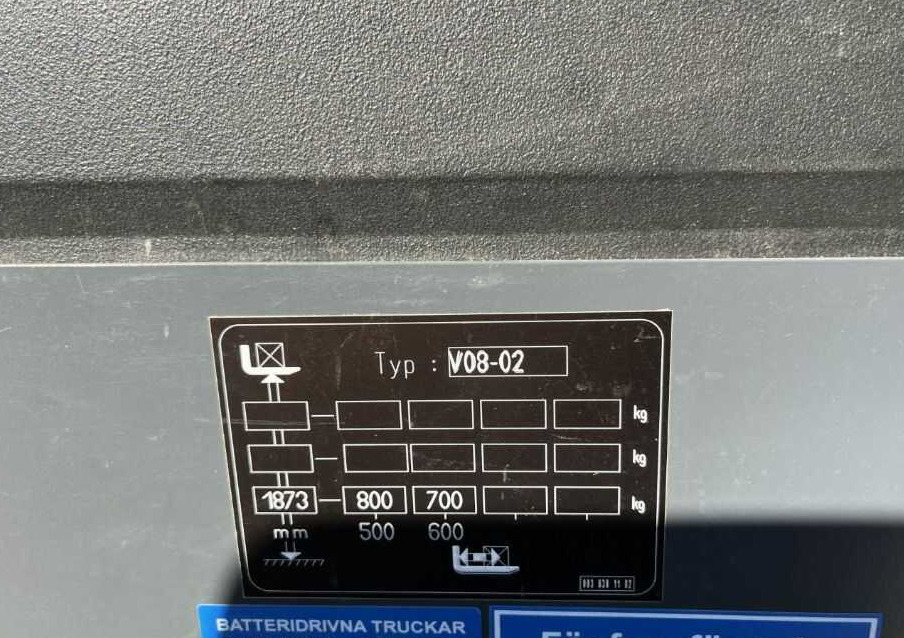 Typ : V08-02
kg
kg
1873 800 700 kg
mm 500 600
BATTERIDRIVNA TRUCKAR